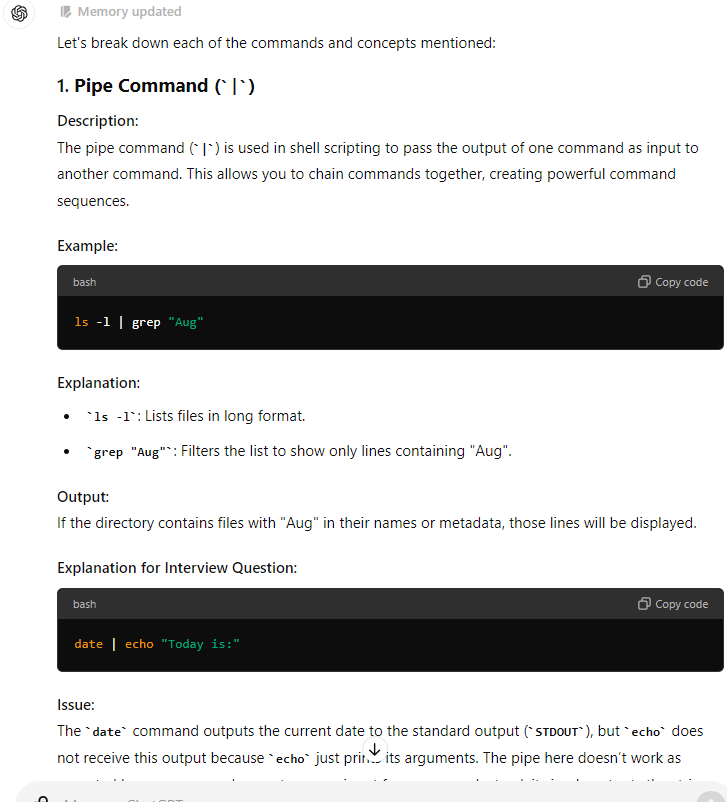 Memory updated
Let's break down each of the commands and concepts mentioned:
1. Pipe Command (`|`)
Description:
The pipe command (`|`) is used in shell scripting to pass the output of one command as input to
another command. This allows you to chain commands together, creating powerful command
sequences.
Example:
bash Copy code
ls -l | grep "Aug"
Explanation:
• `ls -l`: Lists files in long format.
• `grep "Aug"`: Filters the list to show only lines containing "Aug".
Output:
If the directory contains files with "Aug" in their names or metadata, those lines will be displayed.
Explanation for Interview Question:
bash Copy code
date | echo "Today is:"
Issue:
The `date` command outputs the current date to the standard output (`STDOUT`), but `echo` does
not receive this output because `echo` just its arguments. The pipe here doesn't work as